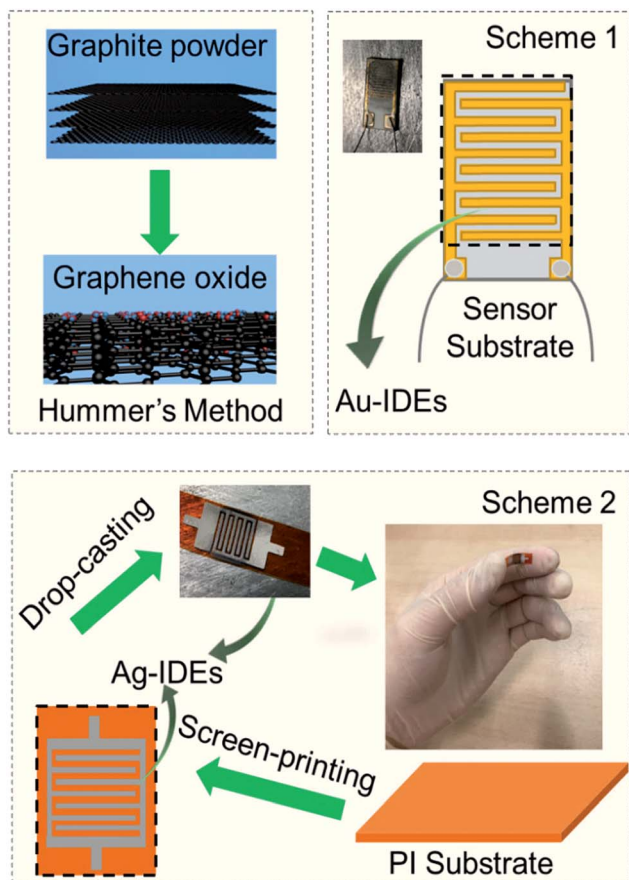 Graphite powder
Graphene oxide
Hummer's Method
Scheme 1
Sensor
Substrate
Au-IDEs
Scheme 2
Drop-casting
Ag-IDEs
Screen-printing
PI Substrate